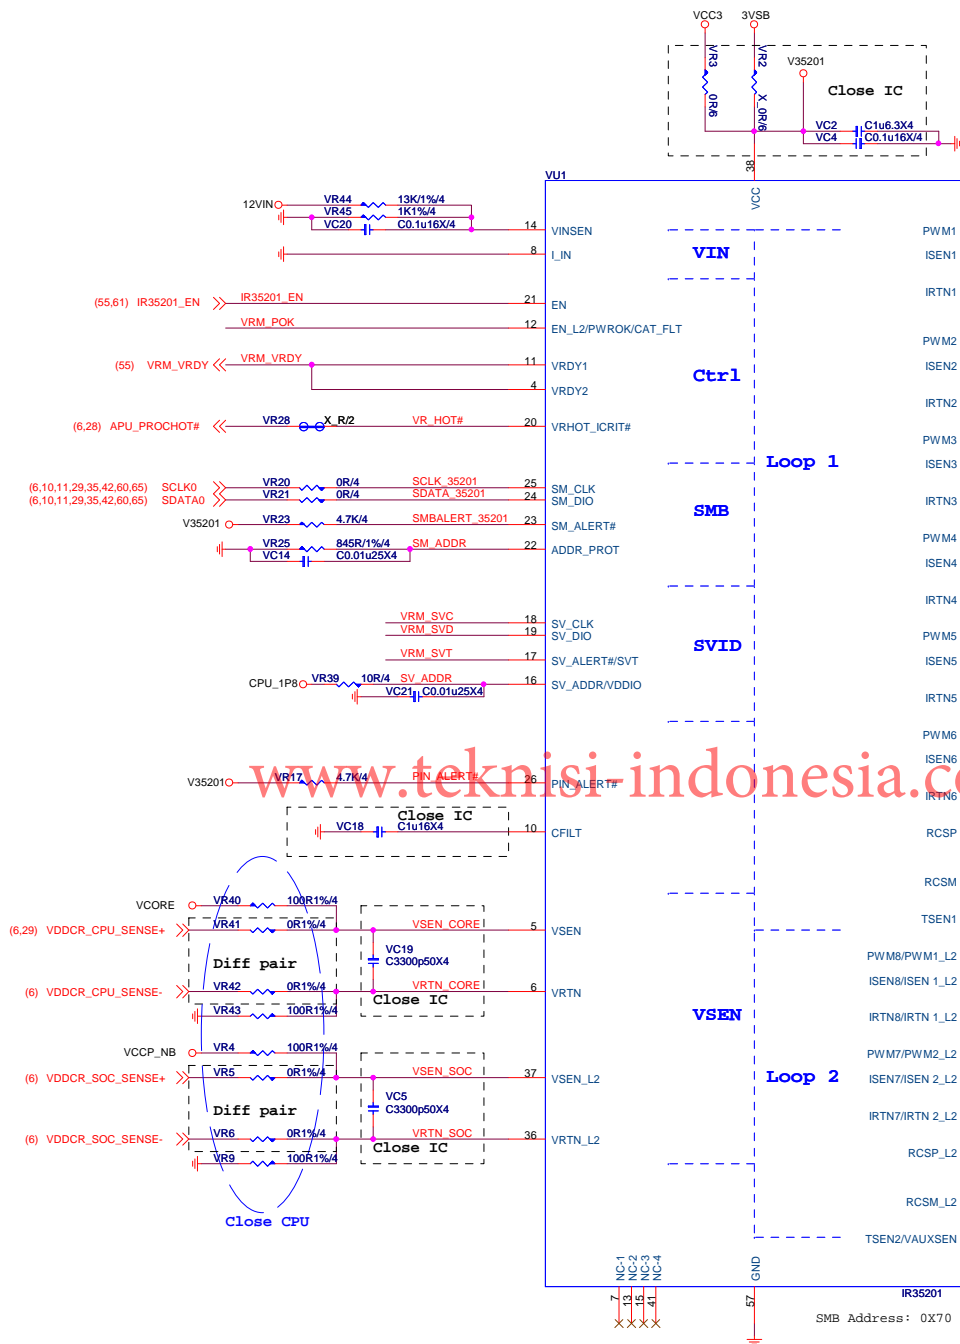 VCC3 3VSB
VR3 VR2 V35201
Close IC
0R/6 X_0R/6
VC2 C1u6.3X4
VC4 C0.1u16X/4
38
VU1
VCC
12VIN VR44 13K/1%/4
VR45 1K1%/4
VC20 C0.1u16X/4 14 VINSEN PWM1
8 I_IN VIN ISEN1
IRTN1
(55,61) IR35201_EN IR35201_EN 21 EN
VRM_POK 12 EN_L2/PWROK/CAT_FLT
PWM2
(55) VRM_VRDY VRM_VRDY 11 VRDY1 Ctrl ISEN2
4 VRDY2
IRTN2
(6,28) APU_PROCHOT# VR28 X_R/2 VR_HOT# 20 VRHOT_ICRIT#
PWM3
Loop 1 ISEN3
(6,10,11,29,35,42,60,65) SCLK0 VR20 0R/4 SCLK_35201 25 SM_CLK
(6,10,11,29,35,42,60,65) SDATA0 VR21 0R/4 SDATA_35201 24 SM_DIO IRTN3
V35201 VR23 4.7K/4 SMBALERT_35201 23 SM_ALERT# SMB
PWM4
VR25 845R/1%/4 SM_ADDR 22 ADDR_PROT
VC14 C0.01u25X4 ISEN4
IRTN4
VRM_SVC 18 SV_CLK
VRM_SVD 19 SV_DIO PWM5
SVID
VRM_SVT 17 SV_ALERT#/SVT ISEN5
CPU_1P8 VR39 10R/4 SV_ADDR 16 SV_ADDR/VDDIO
VC21 C0.01u25X4 IRTN5
PWM6
ISEN6
www.teknisi-indonesia.co
V35201 VR17 4.7K/4 PIN_ALERT# 26 PIN_ALERT#
IRTN6
Close IC
VC18 C1u16X4 10 CFILT RCSP
RCSM
VCORE VR40 100R1%/4
TSEN1
(6,29) VDDCR_CPU_SENSE+ VR41 0R1%/4 VSEN_CORE 5 VSEN
VC19
C3300p50X4
PWM8/PWM1_L2
Diff pair
ISEN8/ISEN 1_L2
(6) VDDCR_CPU_SENSE- VR42 0R1%/4 VRTN_CORE 6 VRTN
Close IC
VR43 100R1%/4 VSEN IRTN8/IRTN 1_L2
VCCP_NB VR4 100R1%/4 PWM7/PWM2_L2
(6) VDDCR_SOC_SENSE+ VR5 0R1%/4 VSEN_SOC 37 VSEN_L2 Loop 2 ISEN7/ISEN 2_L2
VC5
C3300p50X4
Diff pair
IRTN7/IRTN 2_L2
(6) VDDCR_SOC_SENSE- VR6 0R1%/4 VRTN_SOC 36 VRTN_L2
Close IC
RCSP_L2
VR9 100R1%/4
RCSM_L2
Close CPU
TSEN2/VAUXSEN
NC-1 NC-2 NC-3 NC-4 GND
7 13 15 41 57
IR35201
SMB Address: 0X70